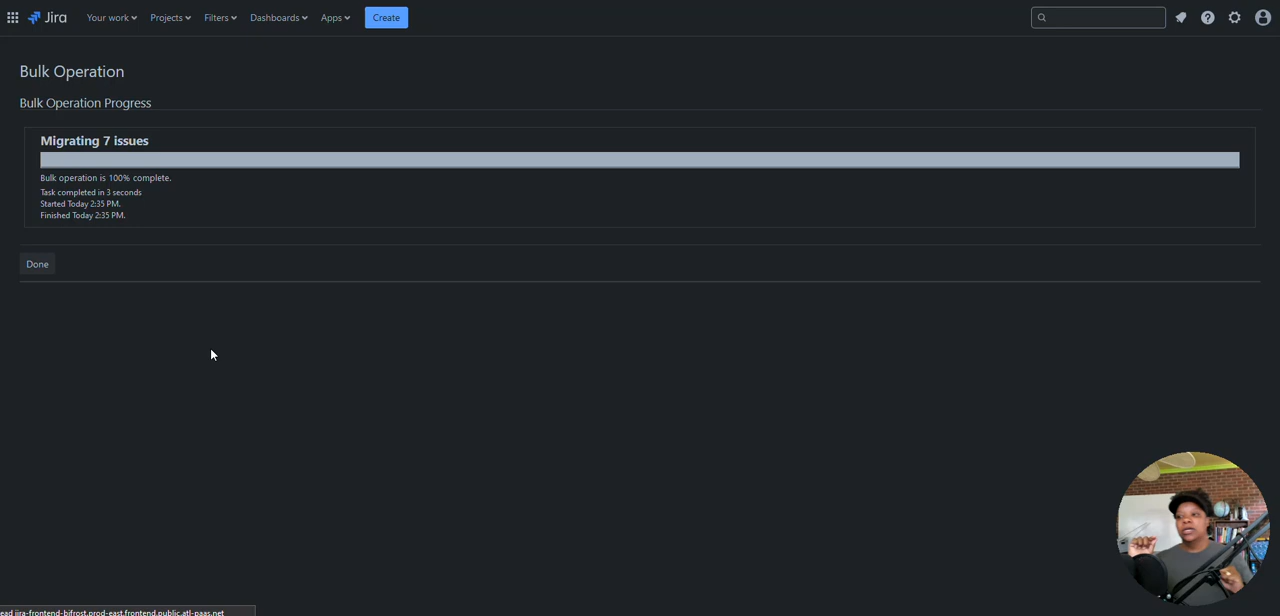 Jira Your work Projects Filters Dashboards Apps Create
Bulk Operation
Bulk Operation Progress
Migrating 7 issues
Bulk operation is 100% complete.
Task completed in 3 seconds
Started Today 2:35 PM.
Finished Today 2:35 PM.
Done
ead jira-frontend-bifrost.prod-east.frontend.public.atl-paas.net